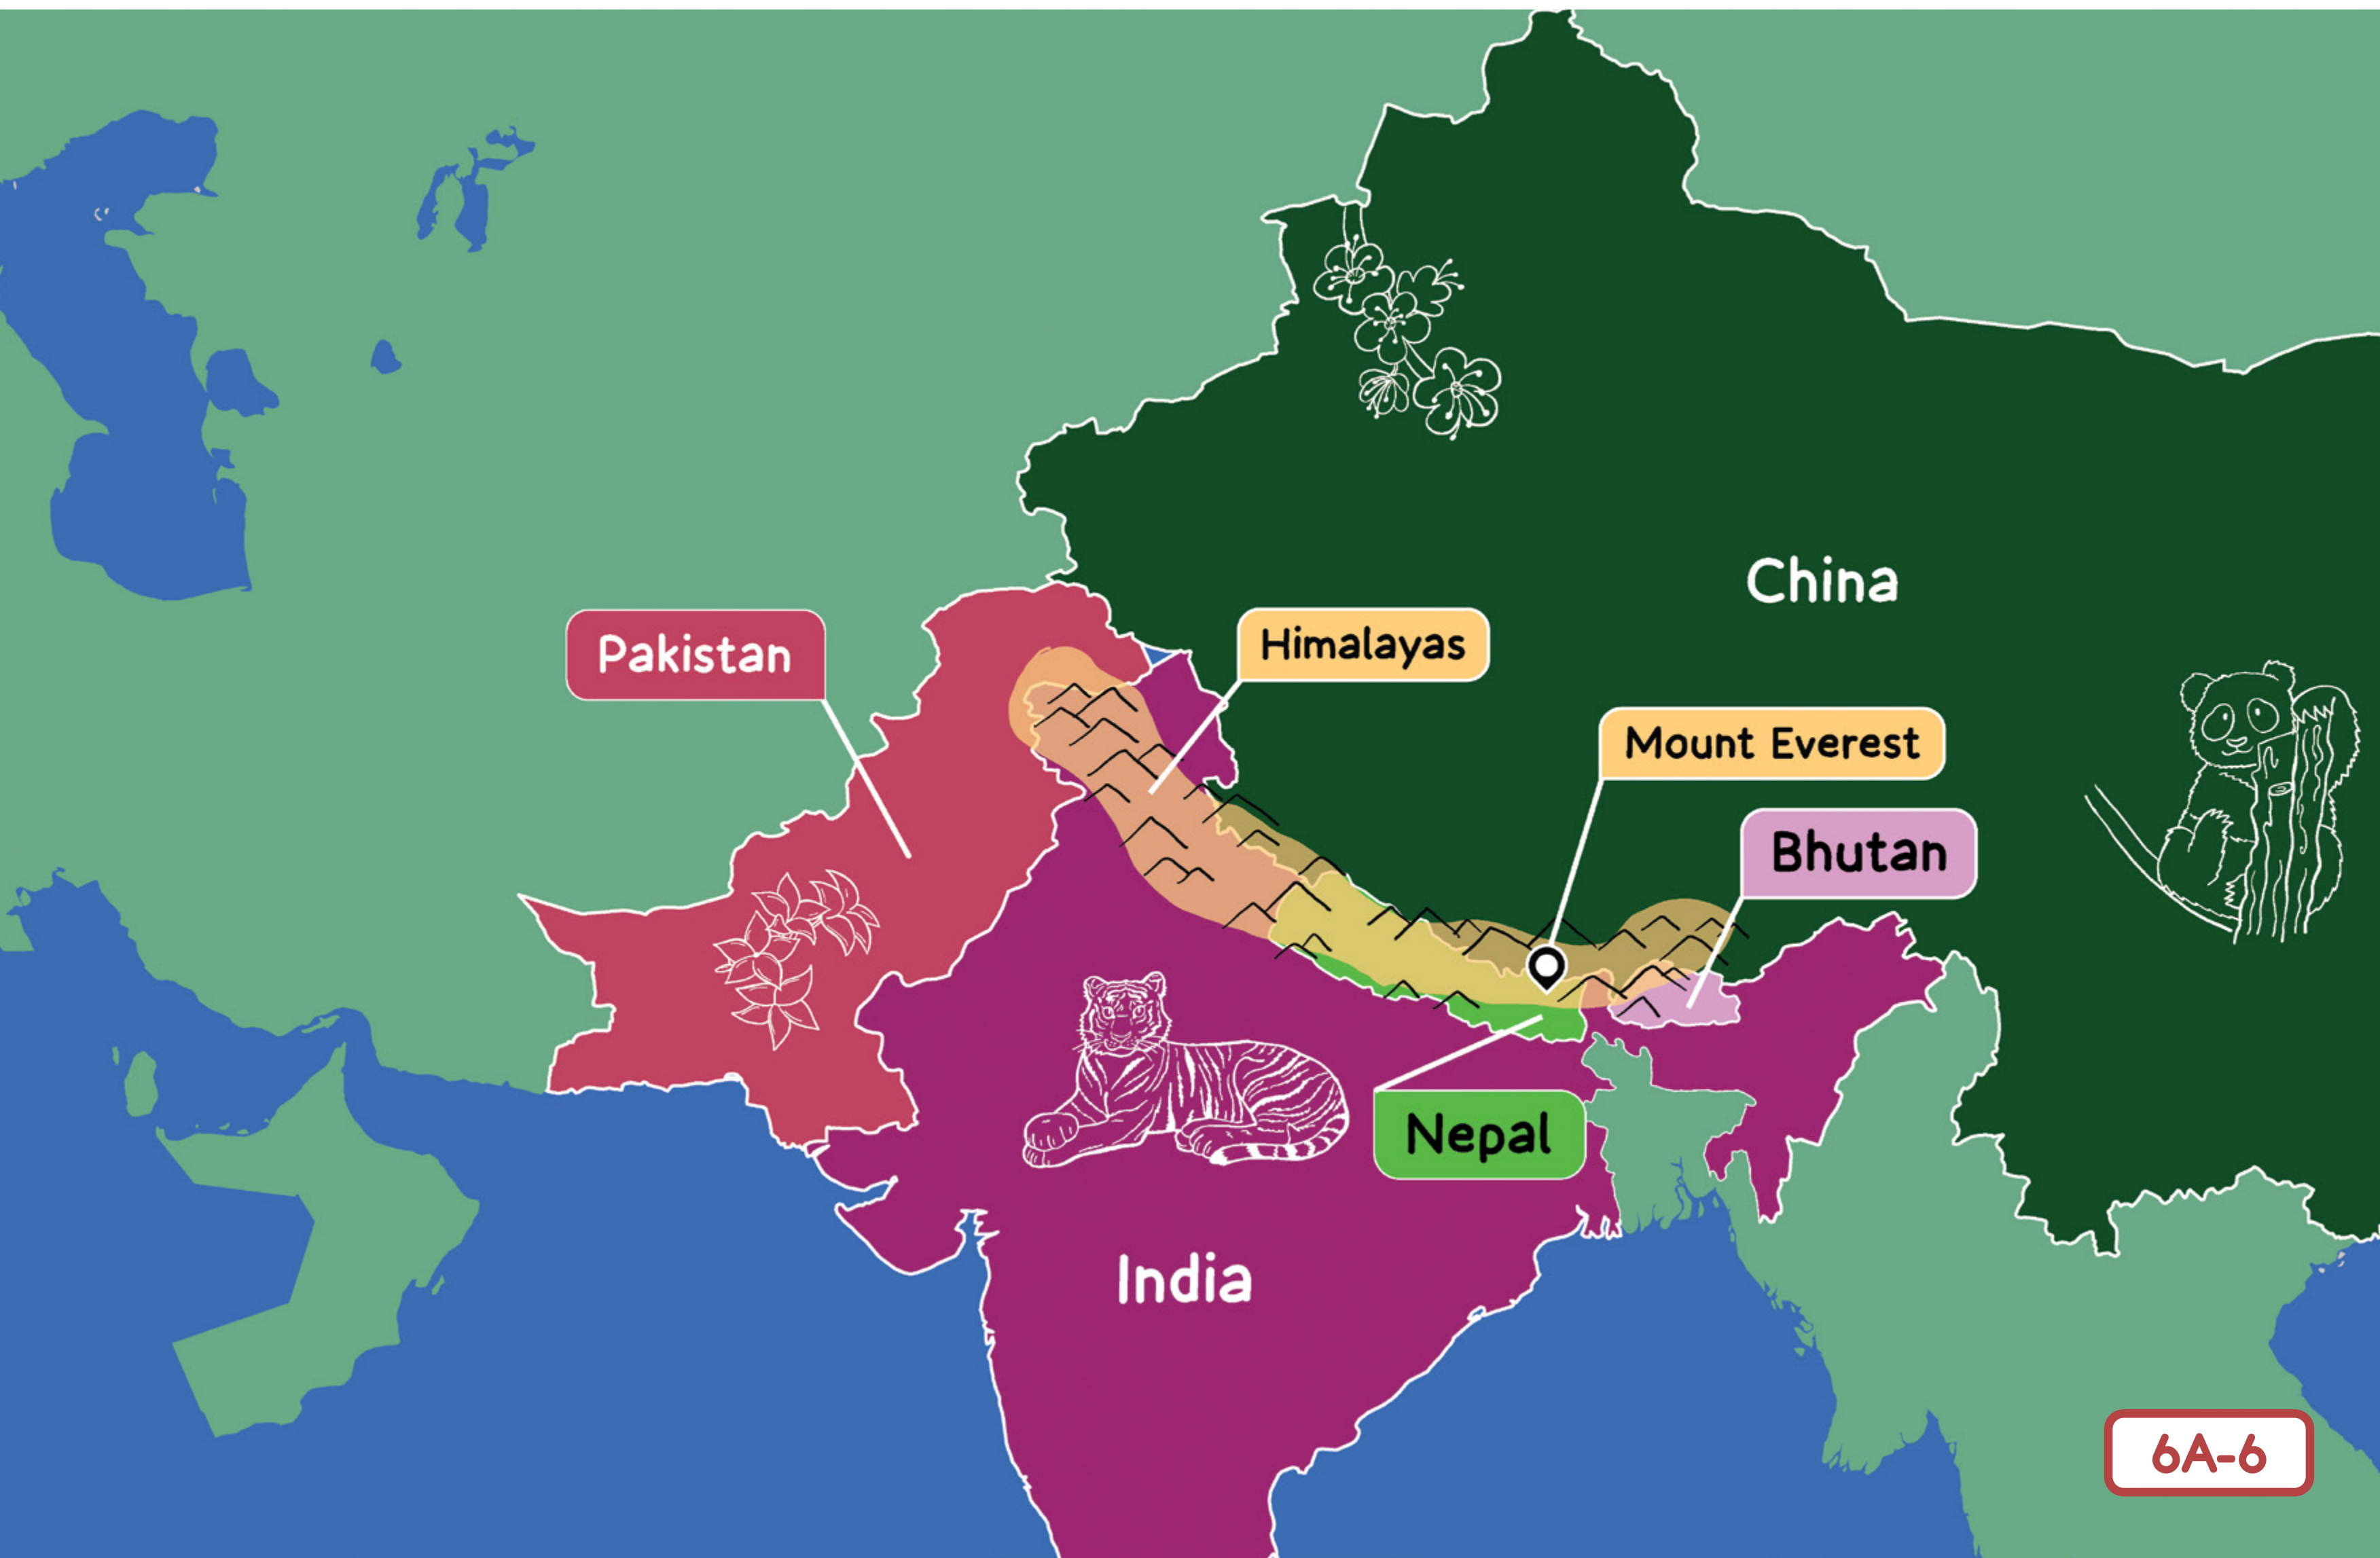 China
Pakistan
Himalayas
Mount Everest
Bhutan
Nepal
India
6A-6